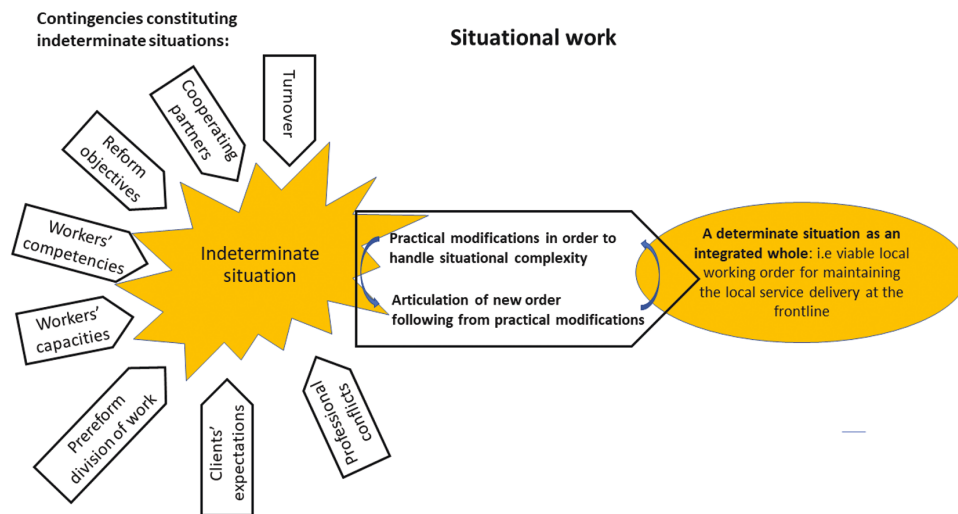 Contingencies constituting
indeterminate situations:
Situational work
Turnover
Cooperating
partners
Reform
objectives
Workers'
competencies
Workers'
capacities
Prereform
division of work
Clients'
expectations
Professional
conflicts
Indeterminate
situation
Practical modifications in order to
handle situational complexity
Articulation of new order
following from practical modifications
A determinate situation as an
integrated whole: i.e viable local
working order for maintaining
the local service delivery at the
frontline